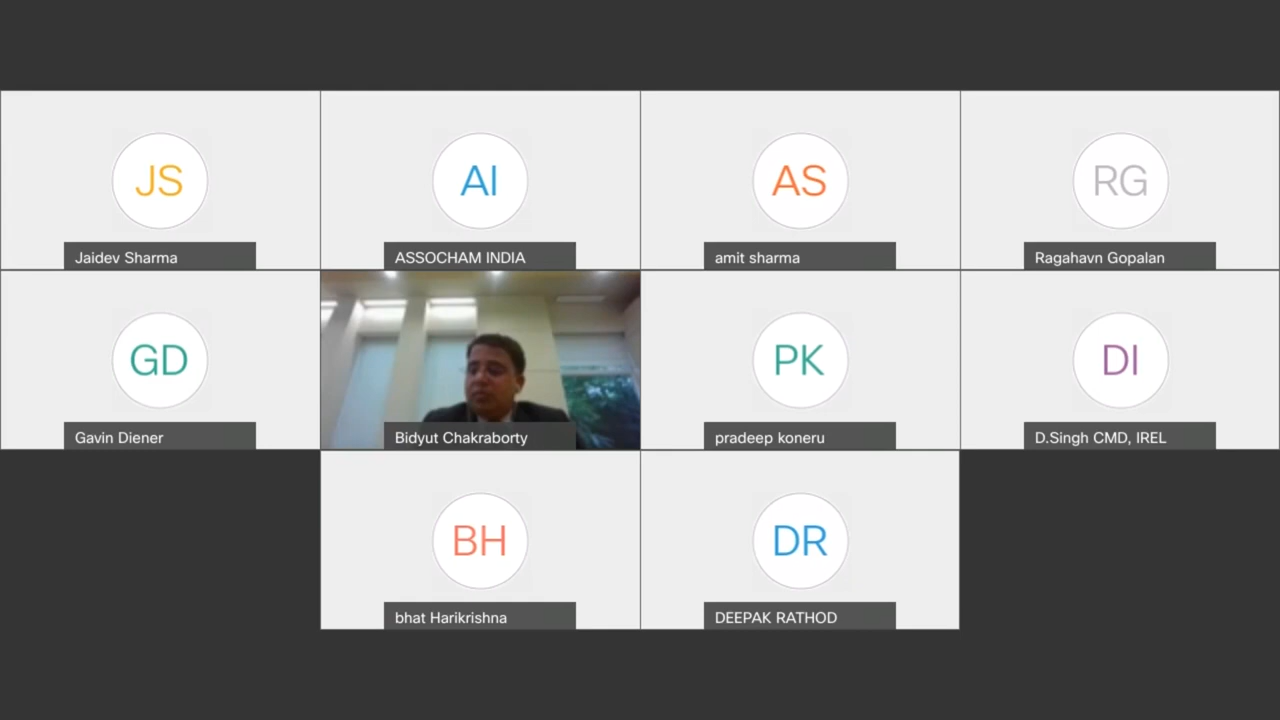 JS
Jaidev Sharma
AI
ASSOCHAM INDIA
AS
amit sharma
RG
Ragahavn Gopalan
GD
Gavin Diener
Bidyut Chakraborty
PK
pradeep koneru
DI
D.Singh CMD, IREL
BH
bhat Harikrishna
DR
DEEPAK RATHOD